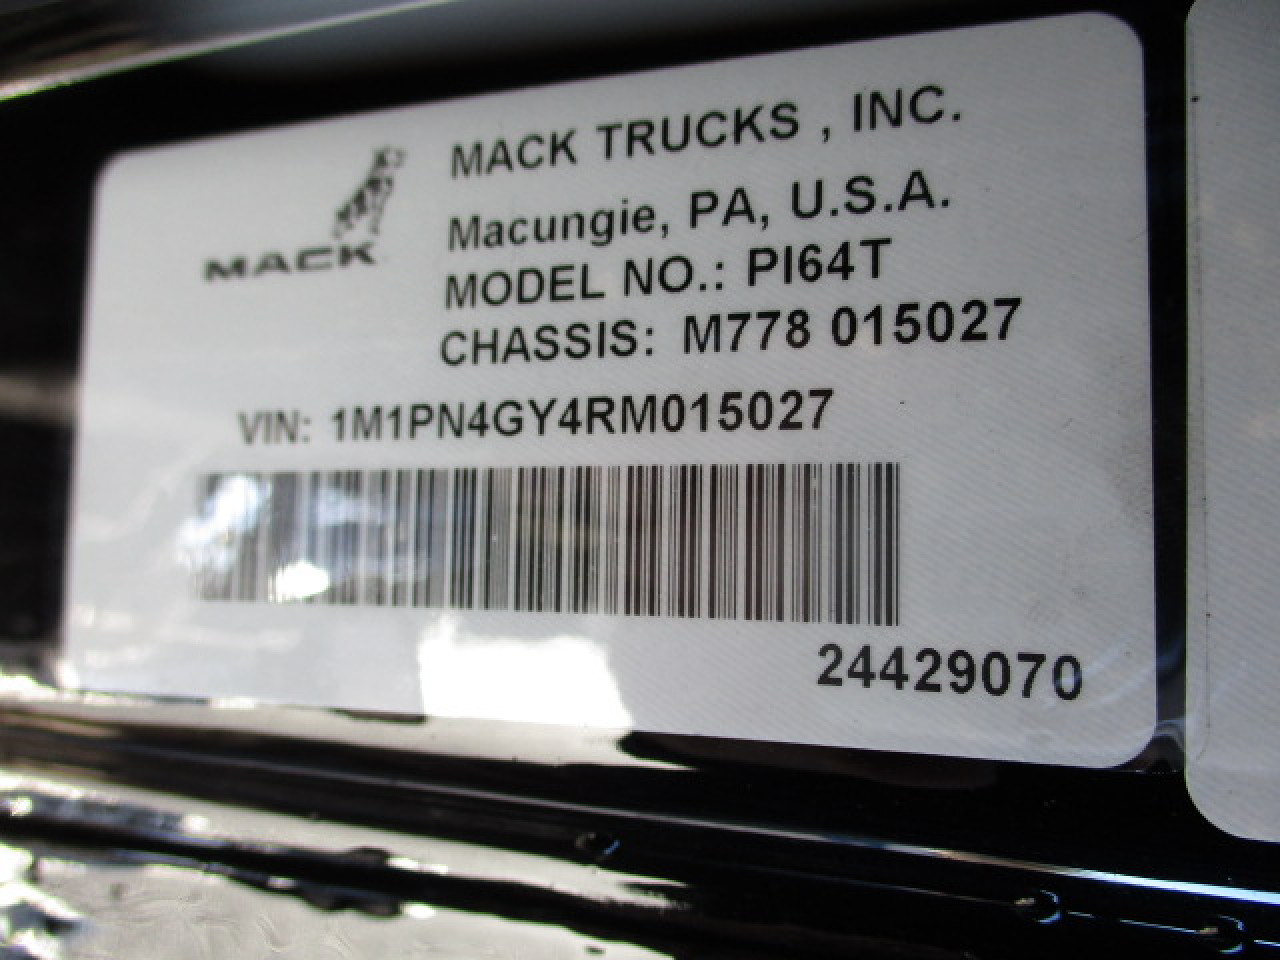 MACK
MACK TRUCKS , INC.
Macungie, PA, U.S.A.
MODEL NO.: PI64T
CHASSIS: M778 015027
VIN: 1M1PN4GY4RM015027
24429070